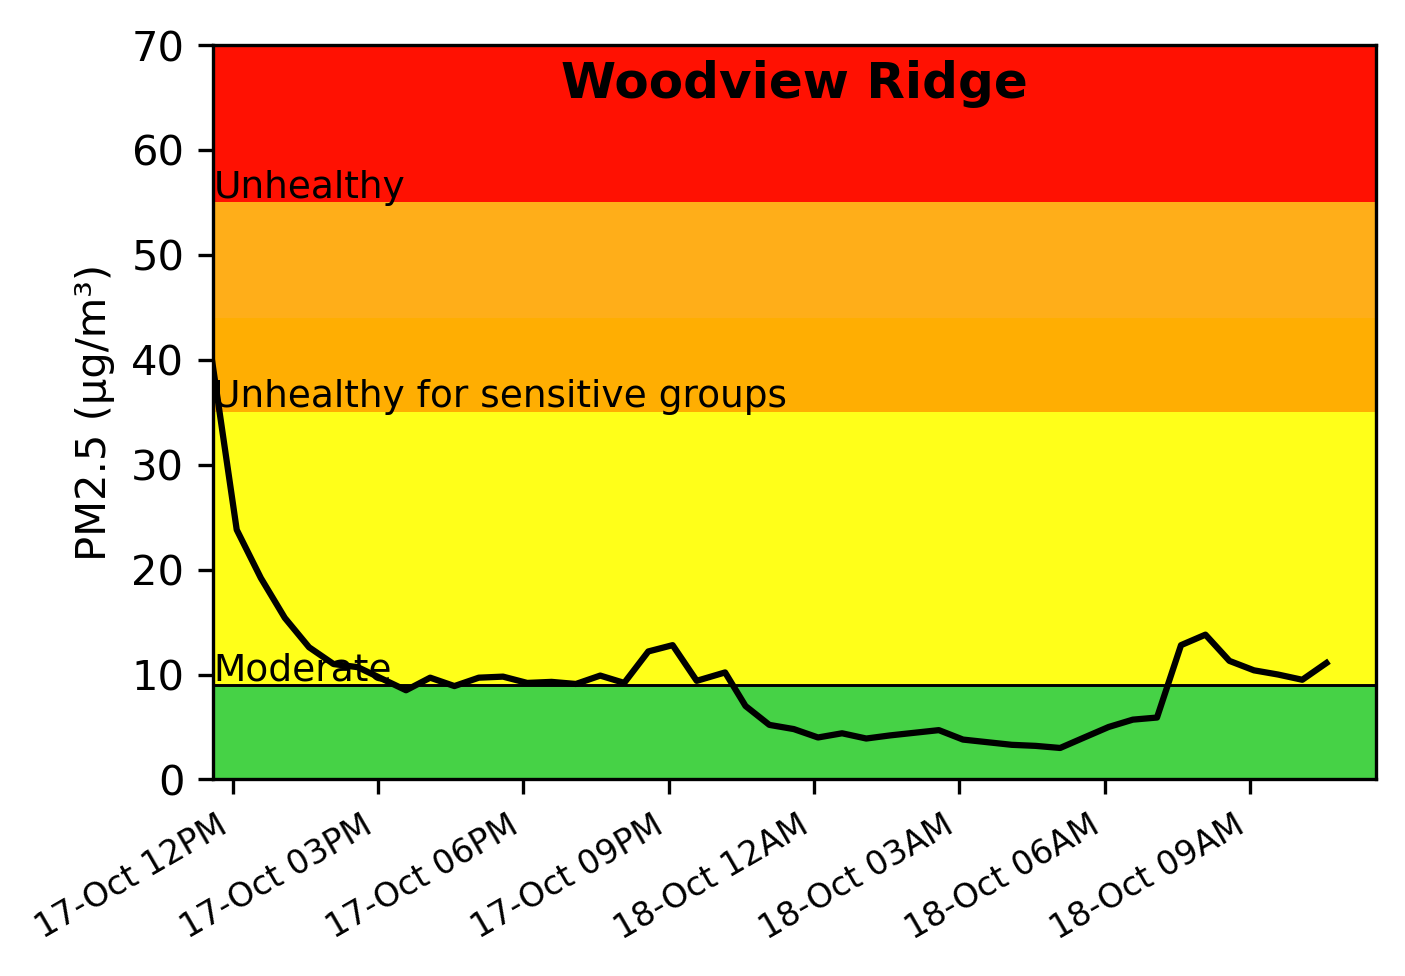 Woodview Ridge
70
60
50
40
30
20
10
0
PM2.5 (µg/m³)
Unhealthy
Unhealthy for sensitive groups
Moderate
17-Oct 12PM
17-Oct 03PM
17-Oct 06PM
17-Oct 09PM
18-Oct 12AM
18-Oct 03AM
18-Oct 06AM
18-Oct 09AM